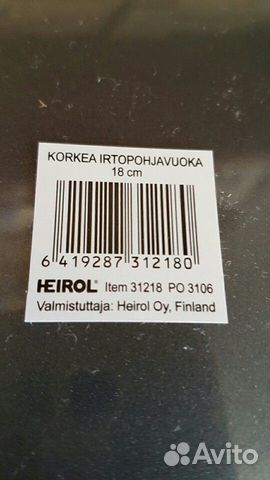 KORKEA IRTOPOHJAVUOKA
18 cm
6 419287 312180
HEIROL® Item 31218 PO 3106
Valmistuttaja: Heirol Oy, Finland
Avito